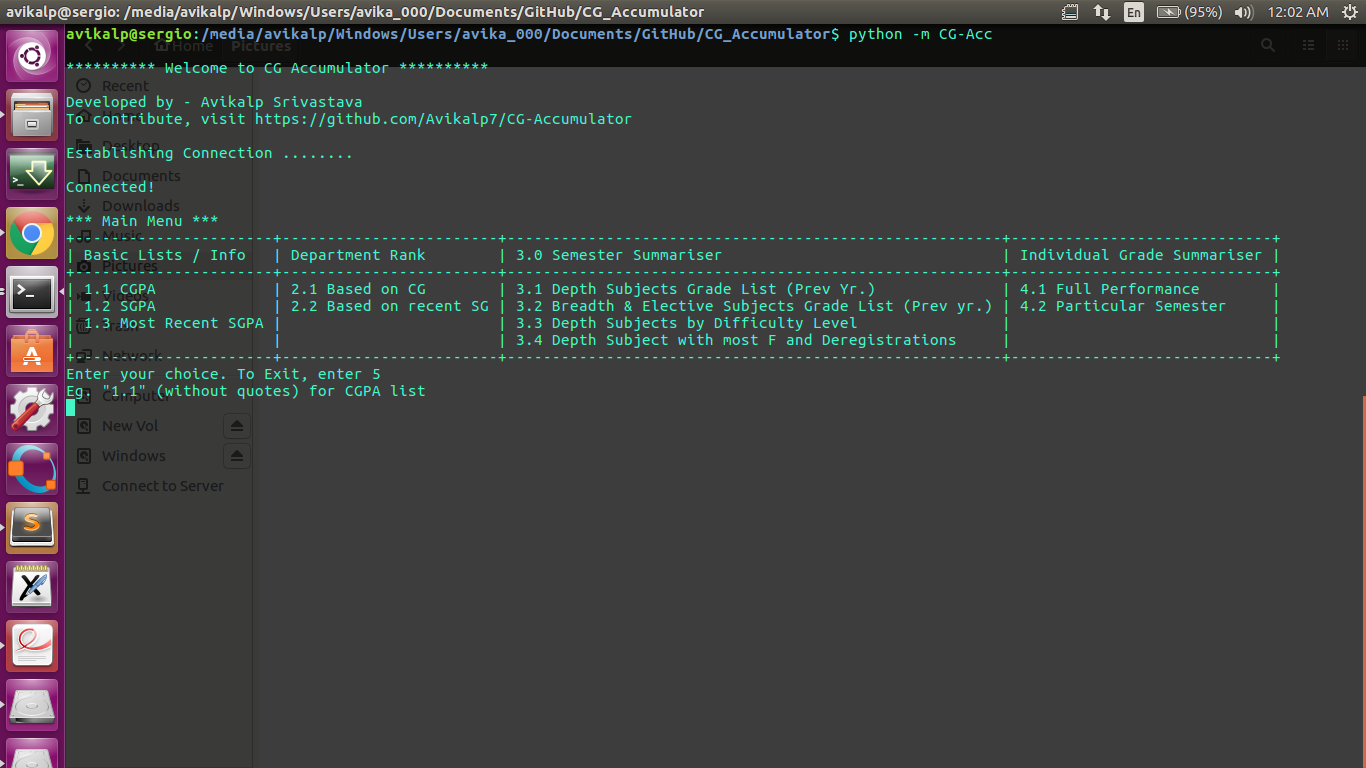 avikalp@sergio: /media/avikalp/Windows/Users/avika_000/Documents/GitHub/CG_Accumulator
En (95%) 12:02 AM
avikalp@sergio:/media/avikalp/Windows/Users/avika_000/Documents/GitHub/CG_Accumulator$ python -m CG-Acc
Home Pictures
********** Welcome to CG Accumulator **********
Recent
Developed by - Avikalp Srivastava
To contribute, visit https://github.com/Avikalp7/CG-Accumulator
Desktop
Establishing Connection ........
Documents
Connected!
Downloads
*** Main Menu ***
Music
+----------------------+------------------------+-------------------------------------------------------+-----------------------------+
| Basic Lists / Info | Department Rank | 3.0 Semester Summariser | Individual Grade Summariser |
Pictures
+----------------------+------------------------+-------------------------------------------------------+-----------------------------+
| 1.1 CGPA | 2.1 Based on CG | 3.1 Depth Subjects Grade List (Prev Yr.) | 4.1 Full Performance |
Videos
| 1.2 SGPA | 2.2 Based on recent SG | 3.2 Breadth & Elective Subjects Grade List (Prev yr.) | 4.2 Particular Semester |
| 1.3 Most Recent SGPA | | 3.3 Depth Subjects by Difficulty Level | |
Trash
| | | 3.4 Depth Subject with most F and Deregistrations | |
Network
+----------------------+------------------------+-------------------------------------------------------+-----------------------------+
Enter your choice. To Exit, enter 5
Eg. "1.1" (without quotes) for CGPA list
Computer
New Vol
Windows
Connect to Server